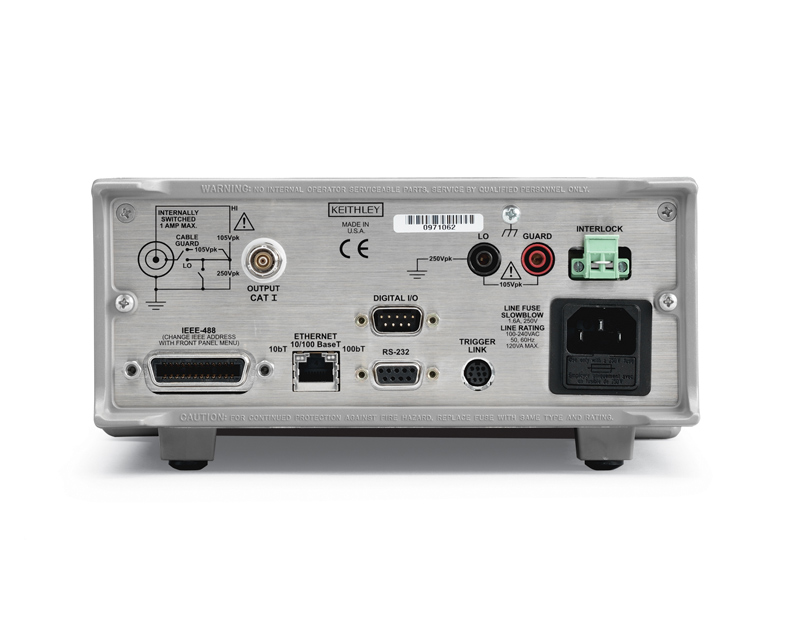 WARNING: NO INTERNAL OPERATOR SERVICEABLE PARTS, SERVICE BY QUALIFIED PERSONNEL ONLY.
INTERNALLY
SWITCHED
1 AMP MAX.
HI
CABLE
GUARD
105Vpk
105Vpk
LO
250Vpk
OUTPUT
CAT I
KEITHLEY
MADE IN
U.S.A.
CE
0971062
250Vpk
LO
GUARD
105Vpk
INTERLOCK
DIGITAL I/O
LINE FUSE
SLOWBLOW
1.6A, 250V
LINE RATING
100-240VAC
50, 60Hz
120VA MAX.
IEEE-488
(CHANGE IEEE ADDRESS
WITH FRONT PANEL MENU)
ETHERNET
10/100 BaseT
10bT
100bT
RS-232
TRIGGER
LINK
CAUTION: FOR CONTINUED PROTECTION AGAINST FIRE HAZARD, REPLACE FUSE WITH SAME TYPE AND RATING.